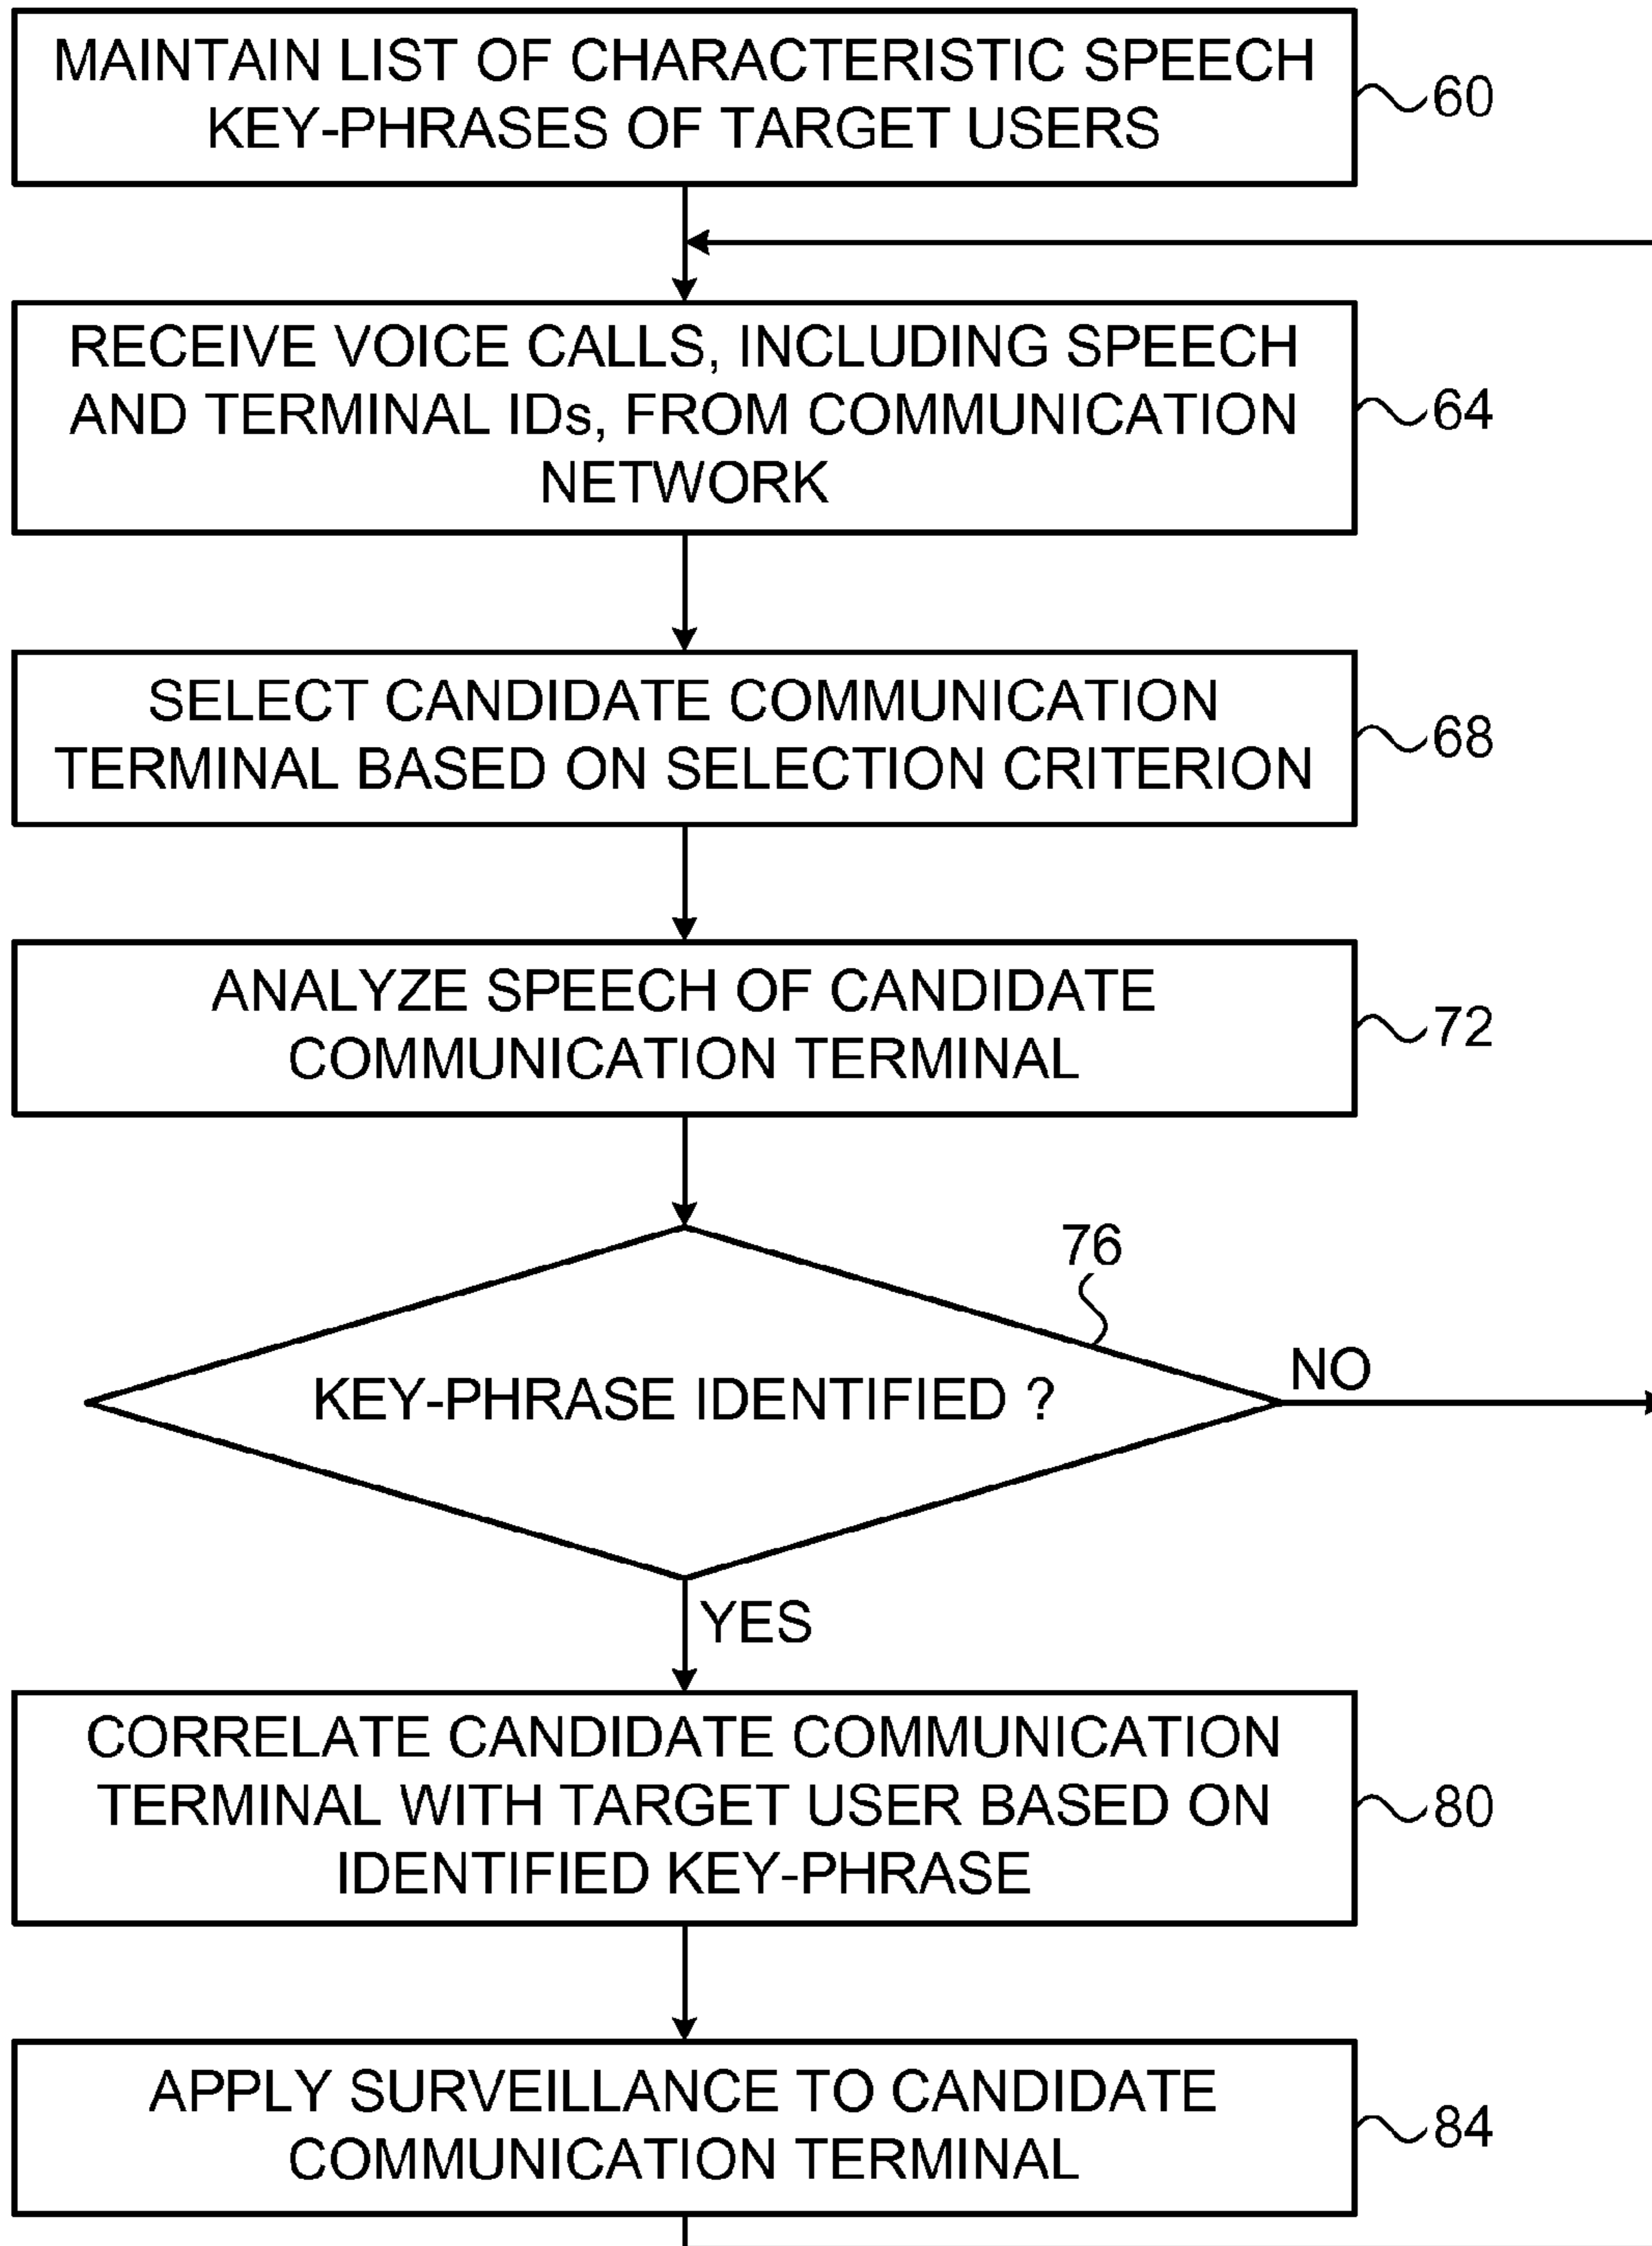 MAINTAIN LIST OF CHARACTERISTIC SPEECH
KEY-PHRASES OF TARGET USERS
60
RECEIVE VOICE CALLS, INCLUDING SPEECH
AND TERMINAL IDs, FROM COMMUNICATION
NETWORK
64
SELECT CANDIDATE COMMUNICATION
TERMINAL BASED ON SELECTION CRITERION
68
ANALYZE SPEECH OF CANDIDATE
COMMUNICATION TERMINAL
72
76
KEY-PHRASE IDENTIFIED ?
NO
YES
CORRELATE CANDIDATE COMMUNICATION
TERMINAL WITH TARGET USER BASED ON
IDENTIFIED KEY-PHRASE
80
APPLY SURVEILLANCE TO CANDIDATE
COMMUNICATION TERMINAL
84